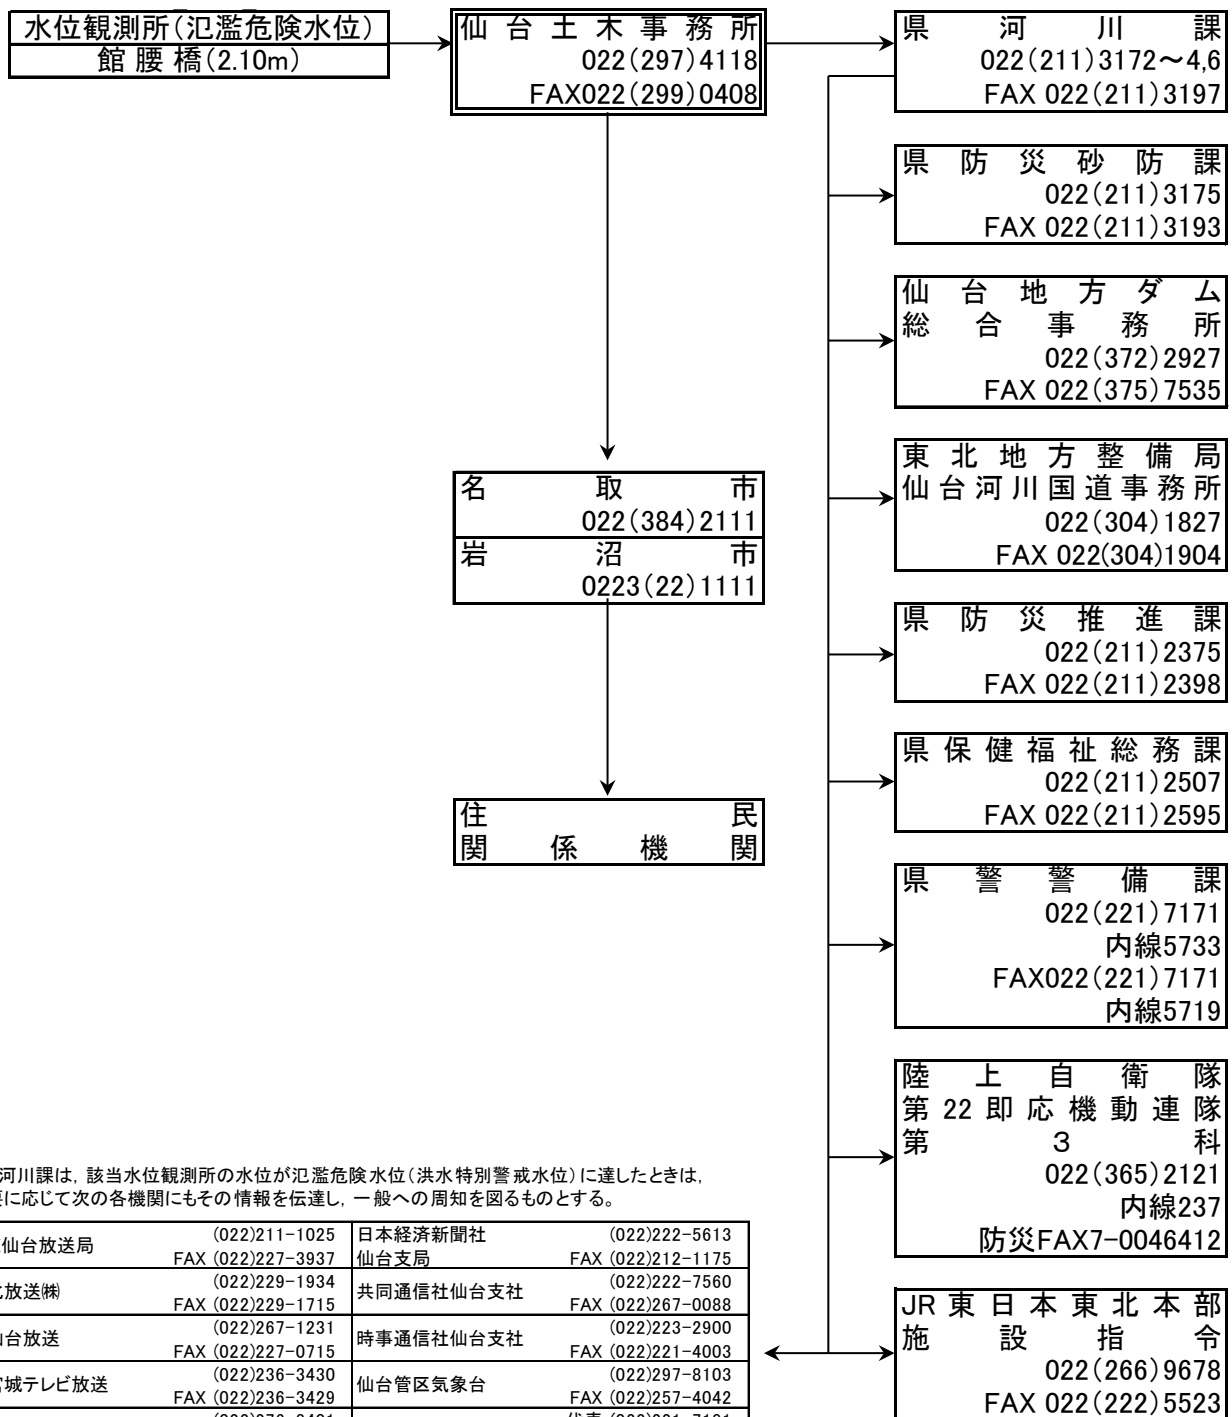 水位観測所（氾濫危険水位）
館腰橋（2.10m）
仙台土木事務所
022（297）4118
FAX022（299）0408
県河川課
022（211）3172～4,6
FAX 022（211）3197
県防災砂防課
022（211）3175
FAX 022（211）3193
仙台地方ダム
総合事務所
022（372）2927
FAX 022（375）7535
東北地方整備局
仙台河川国道事務所
022（304）1827
FAX 022(304)1904
名取市
022（384）2111
岩沼市
0223（22）1111
県防災推進課
022（211）2375
FAX 022（211）2398
県保健福祉総務課
022（211）2507
FAX 022（211）2595
住民
関係機関
県警警備課
022（221）7171
内線5733
FAX022（221）7171
内線5719
陸上自衛隊
第22即応機動連隊
第３科
022（365）2121
内線237
防災FAX7-0046412
JR東日本東北本部
施設指令
022（266）9678
FAX 022（222）5523
河川課は，該当水位観測所の水位が氾濫危険水位（洪水特別警戒水位）に達したときは，
に応じて次の各機関にもその情報を伝達し，一般への周知を図るものとする。
仙台放送局
(022)211-1025
FAX (022)227-3937
日本経済新聞社
仙台支局
(022)222-5613
FAX (022)212-1175
放送㈱
(022)229-1934
FAX (022)229-1715
共同通信社仙台支社
(022)222-7560
FAX (022)267-0088
台放送
(022)267-1231
FAX (022)227-0715
時事通信社仙台支社
(022)223-2900
FAX (022)221-4003
城テレビ放送
(022)236-3430
FAX (022)236-3429
仙台管区気象台
(022)297-8103
FAX (022)257-4042